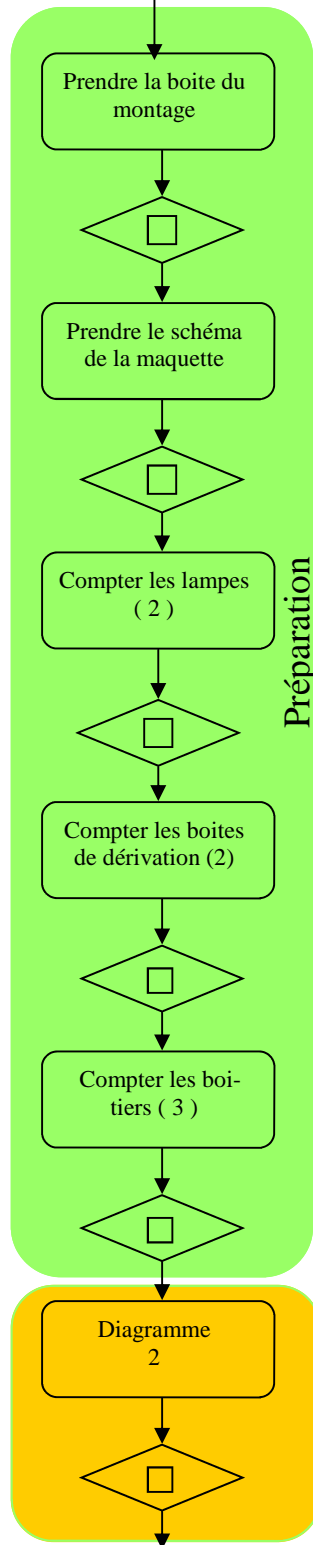 Prendre la boite du
montage
Prendre le schéma
de la maquette
Compter les lampes
( 2 )
Préparation
Compter les boites
de dérivation (2)
Compter les boi-
tiers ( 3 )
Diagramme
2